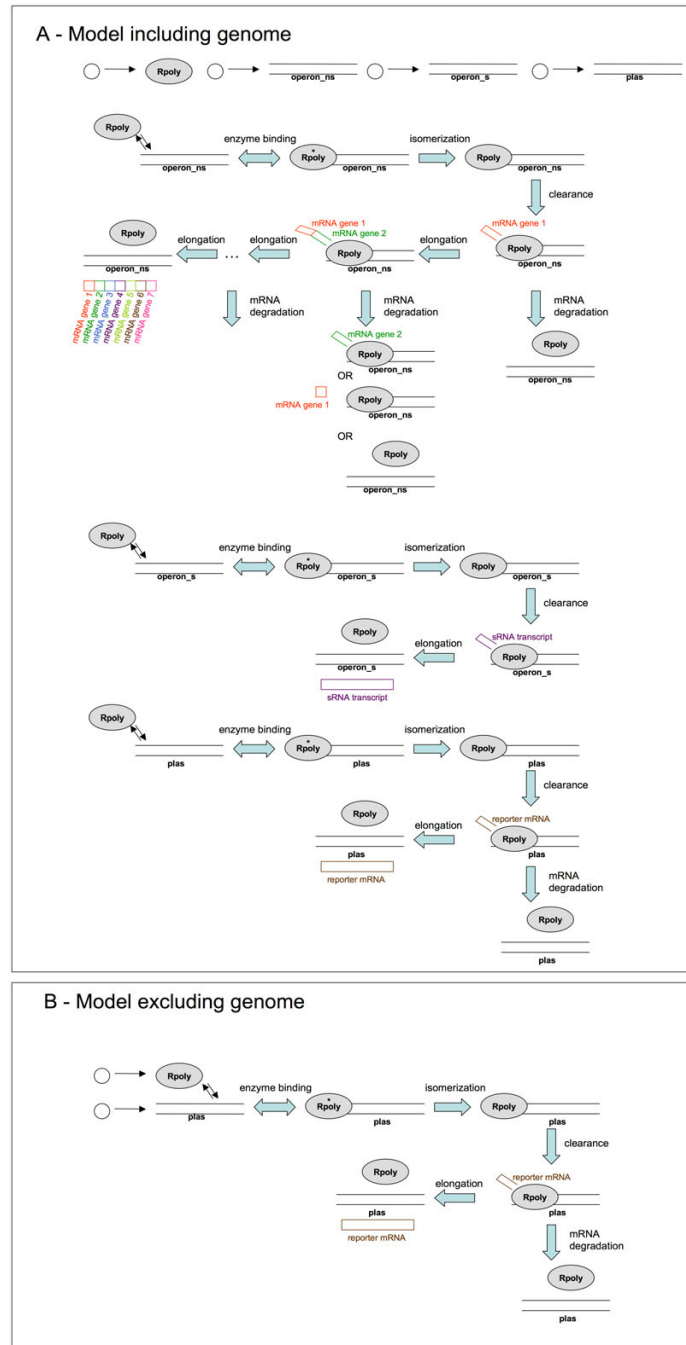 A - Model including genome
Rpoly
operon_ns
operon_s
plas
Rpoly
enzyme binding
*
Rpoly
isomerization
Rpoly
operon_ns
operon_ns
operon_ns
clearance
Rpoly
elongation
elongation
mRNA gene 1
mRNA gene 2
Rpoly
elongation
mRNA gene 1
Rpoly
operon_ns
...
operon_ns
operon_ns
mRNA gene 1
mRNA gene 2
mRNA gene 3
mRNA gene 4
mRNA gene 5
mRNA gene 6
mRNA gene 7
mRNA
degradation
mRNA
degradation
mRNA
degradation
mRNA gene 2
Rpoly
operon_ns
Rpoly
operon_ns
OR
mRNA gene 1
Rpoly
operon_ns
OR
Rpoly
operon_ns
Rpoly
enzyme binding
*
Rpoly
isomerization
Rpoly
operon_s
operon_s
operon_s
clearance
Rpoly
elongation
sRNA transcript
Rpoly
operon_s
operon_s
sRNA transcript
Rpoly
enzyme binding
*
Rpoly
isomerization
Rpoly
plas
plas
plas
clearance
Rpoly
elongation
reporter mRNA
Rpoly
plas
plas
reporter mRNA
mRNA
degradation
Rpoly
plas
B - Model excluding genome
Rpoly
enzyme binding
*
Rpoly
isomerization
Rpoly
plas
plas
plas
clearance
Rpoly
elongation
reporter mRNA
Rpoly
plas
plas
reporter mRNA
mRNA
degradation
Rpoly
plas